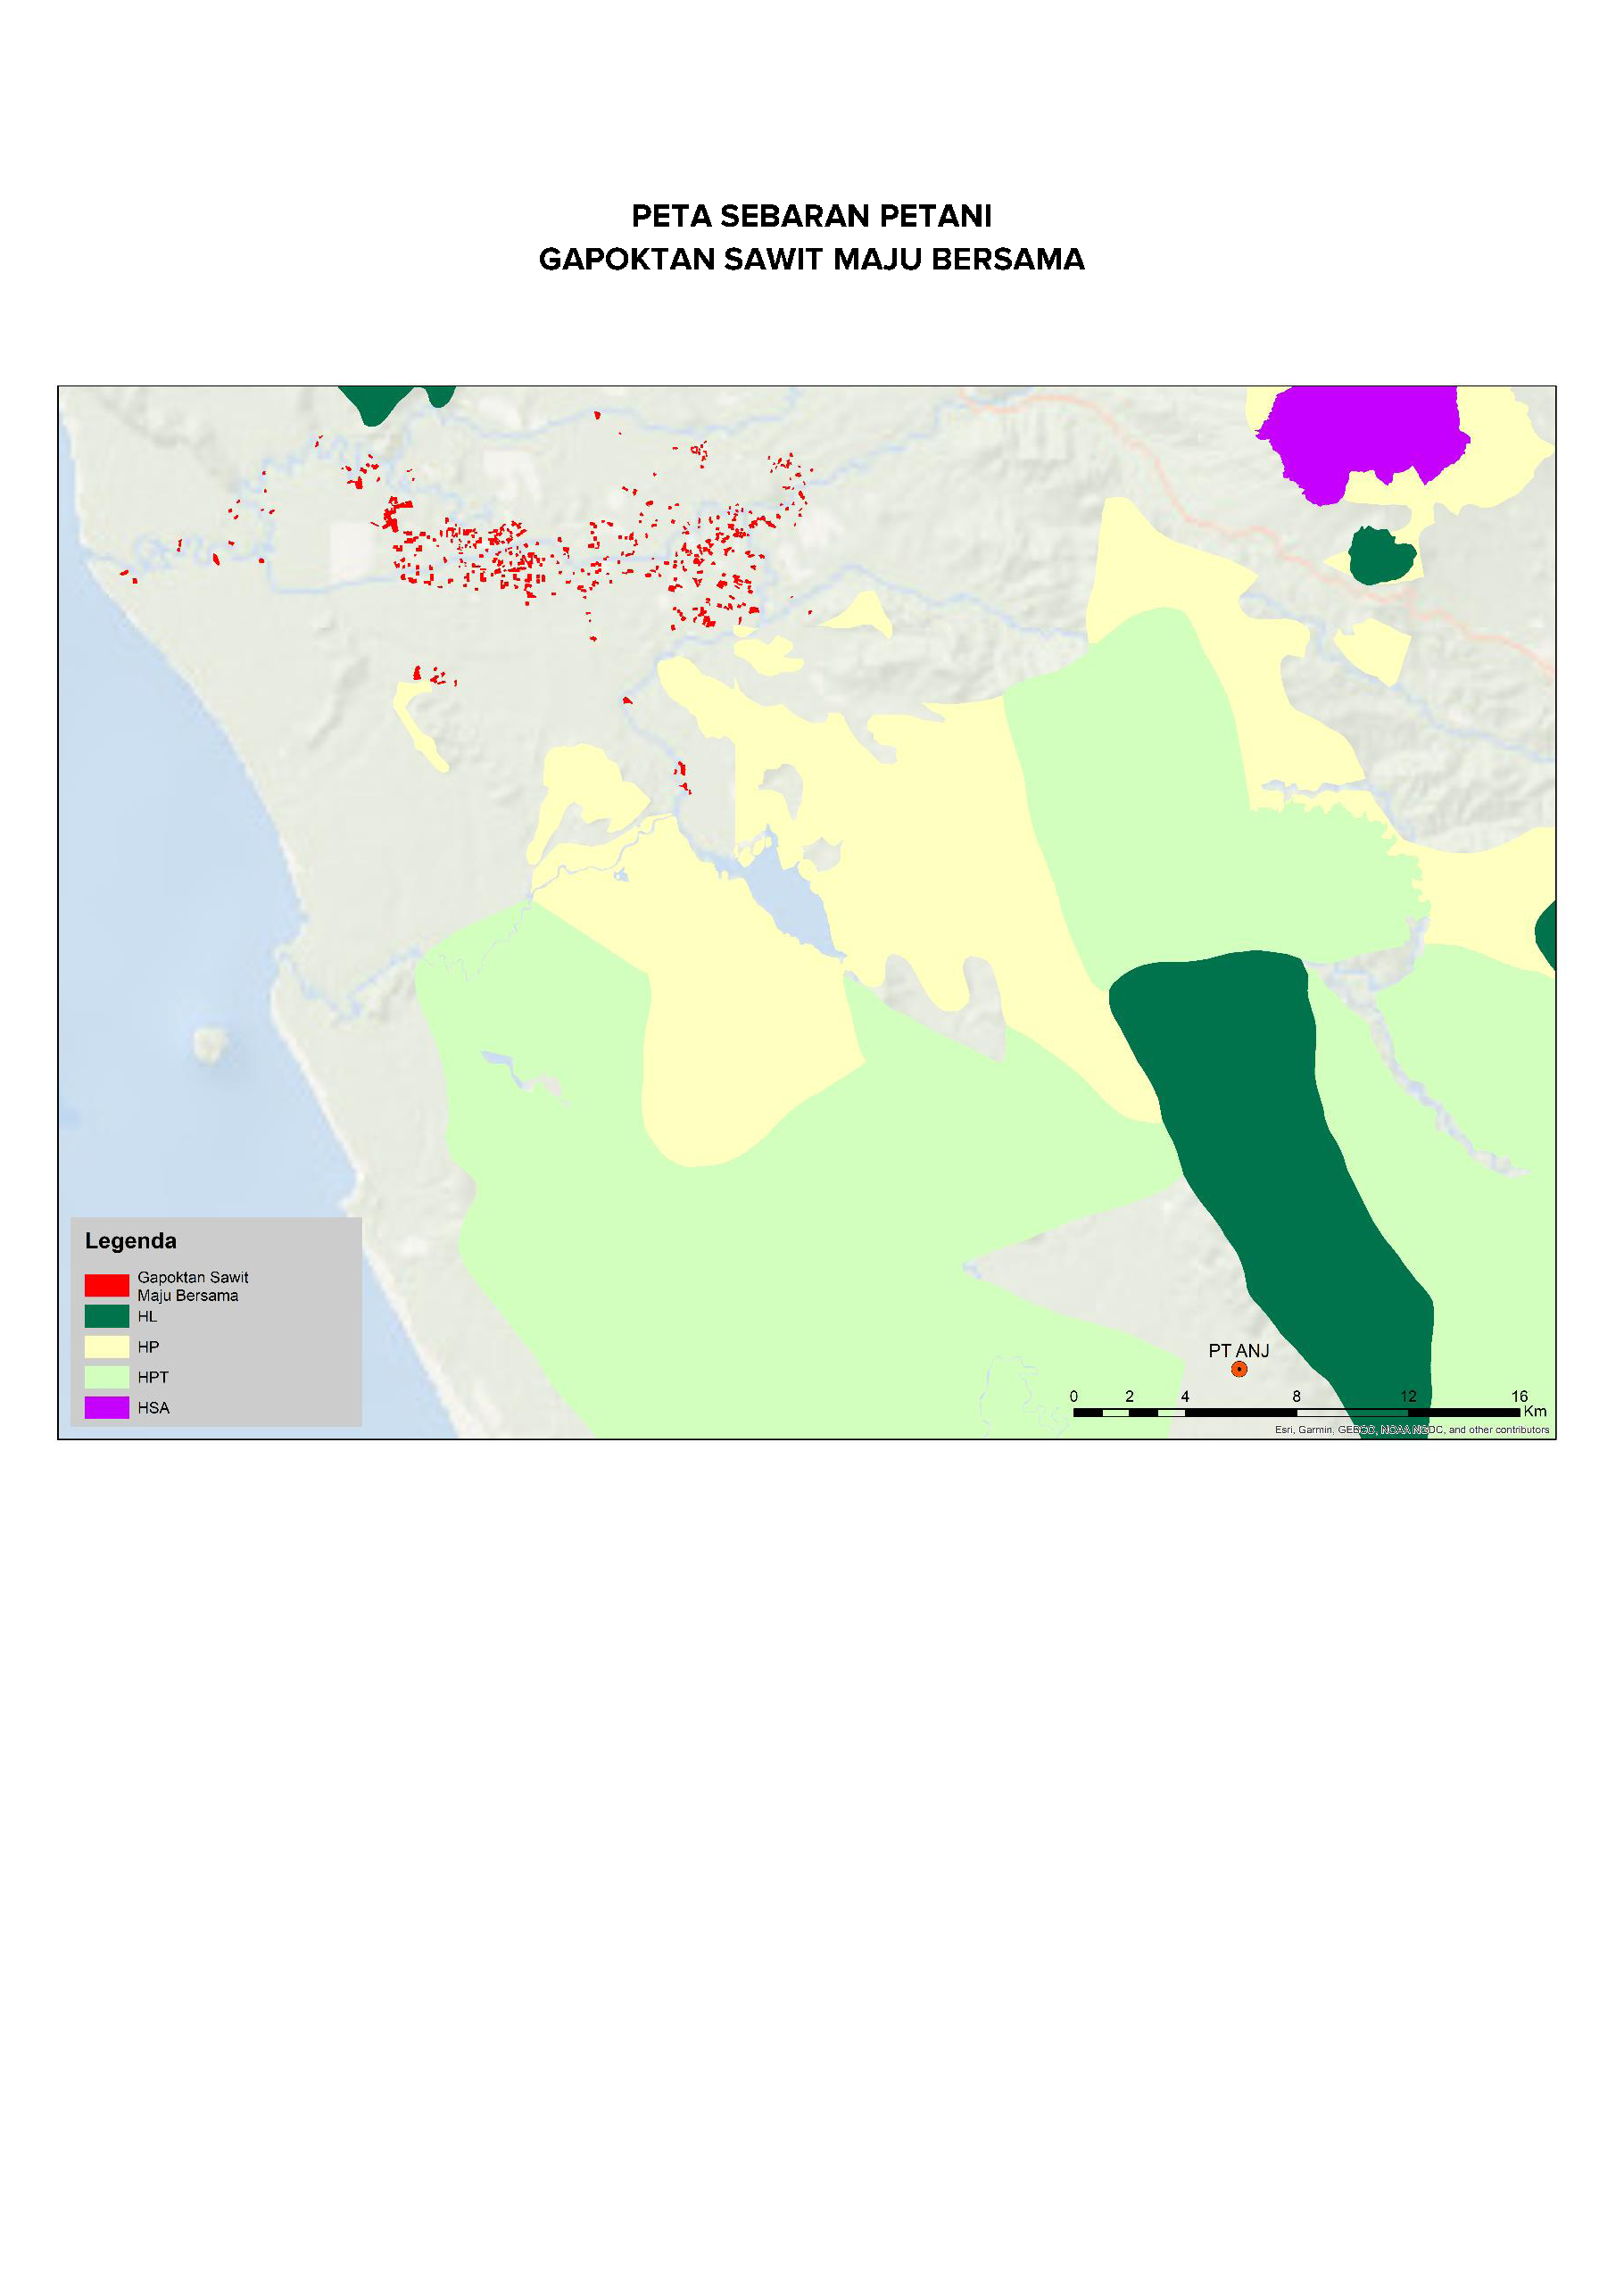 PETA SEBARAN PETANI
GAPOKTAN SAWIT MAJU BERSAMA
Legenda
Gapoktan Sawit
Maju Bersama
HL
HP
HPT
HSA
PT ANJ
0 2 4 8 12 16
Km
Esri, Garmin, GEBCO, NOAA NGDC, and other contributors